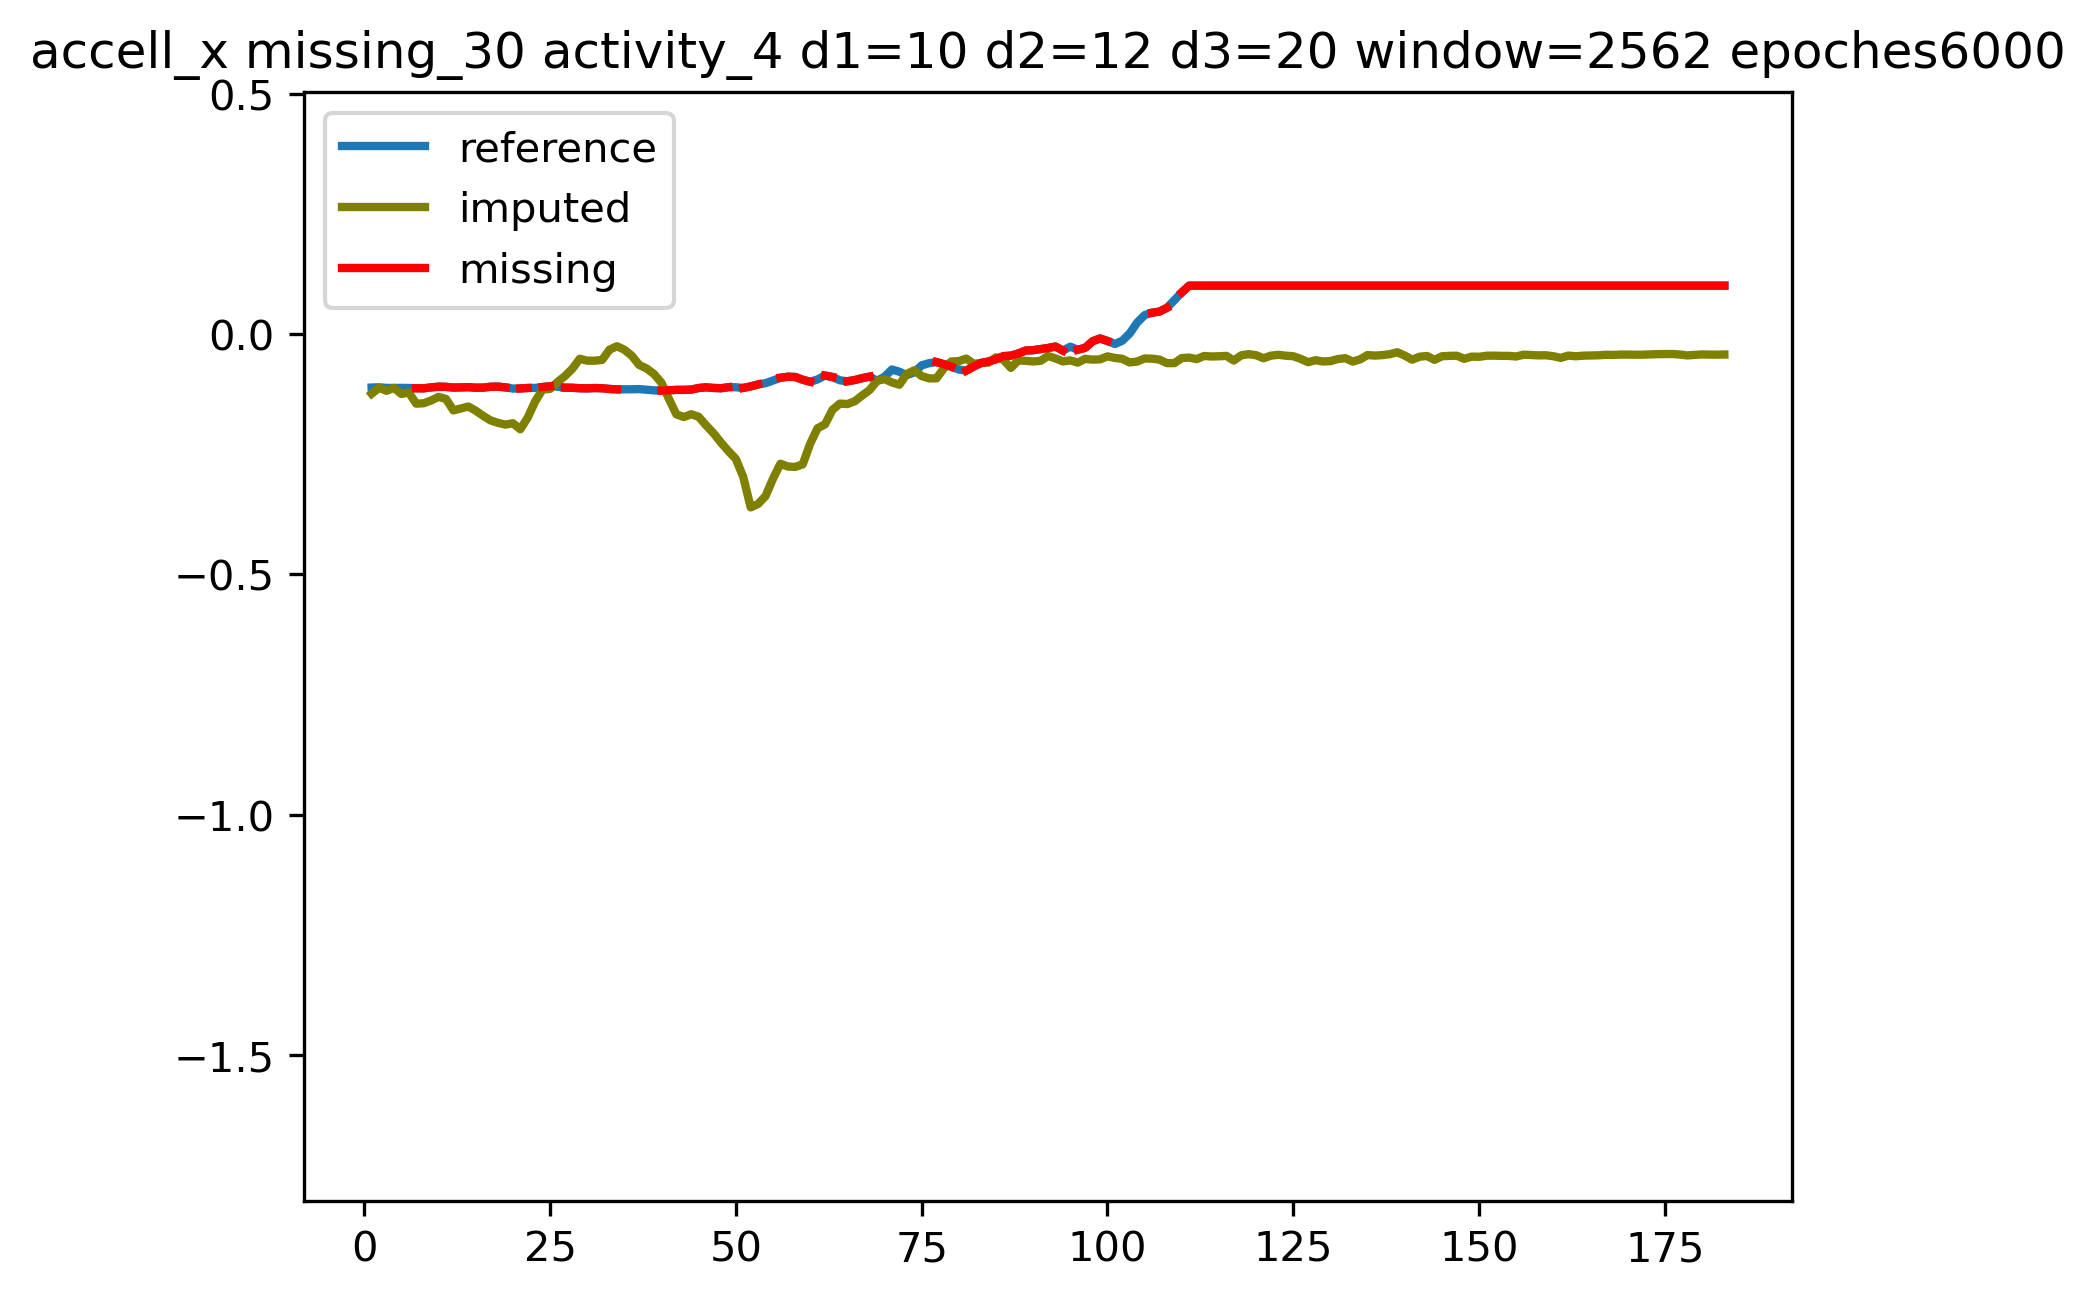 accell_x missing_30 activity_4 d1=10 d2=12 d3=20 window=2562 epoches6000
0.5
0.0
−0.5
−1.0
−1.5
reference
imputed
missing
0 25 50 75 100 125 150 175